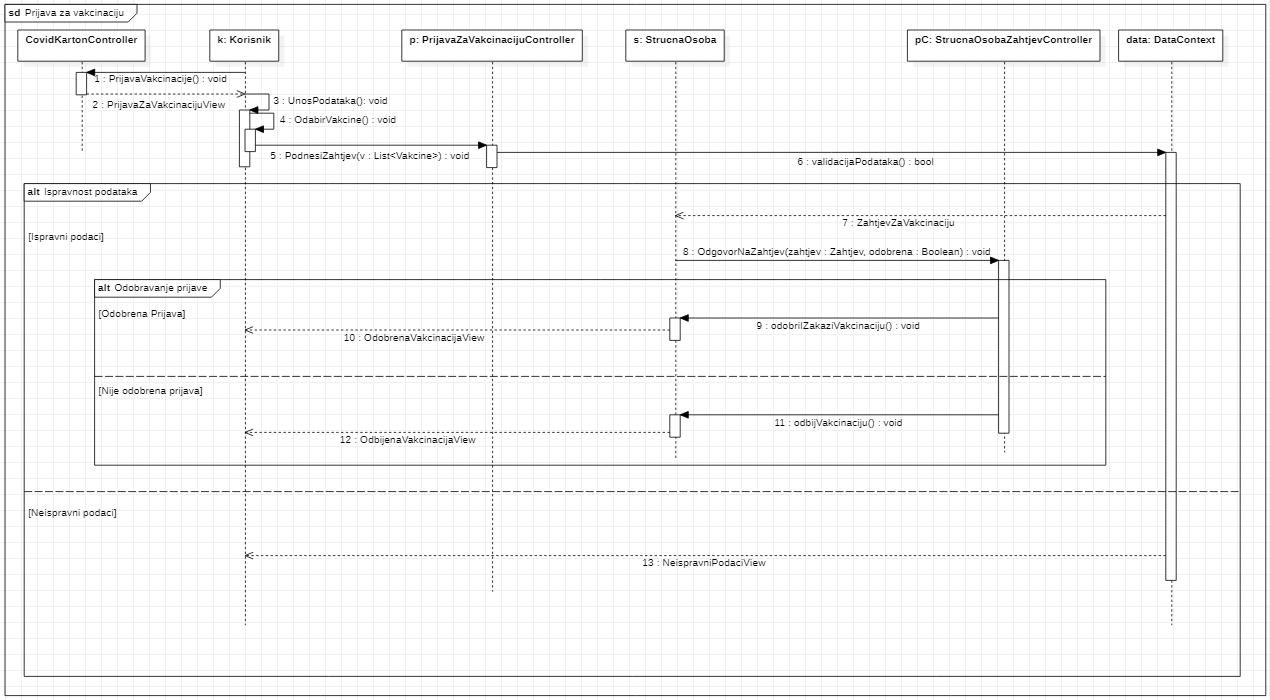 sd Prijava za vakcinaciju
CovidKartonController
k: Korisnik
p: PrijavaZaVakcinacijuController
s: StrucnaOsoba
pC: StrucnaOsobaZahtjevController
data: DataContext
1 : PrijavaVakcinacije() : void
2 : PrijavaZaVakcinacijuView
3 : UnosPodataka(): void
4 : OdabirVakcine() : void
5 : PodnesiZahtjev(v : List<Vakcine>) : void
6 : validacijaPodataka() : bool
alt Ispravnost podataka
7 : ZahtjevZaVakcinaciju
[Ispravni podaci]
8 : OdgovorNaZahtjev(zahtjev : Zahtjev, odobrena : Boolean) : void
alt Odobravanje prijave
[Odobrena Prijava]
9 : odobriIZakaziVakcinaciju() : void
10 : OdobrenaVakcinacijaView
[Nije odobrena prijava]
11 : odbijVakcinaciju() : void
12 : OdbijenaVakcinacijaView
[Neispravni podaci]
13 : NeispravniPodaciView